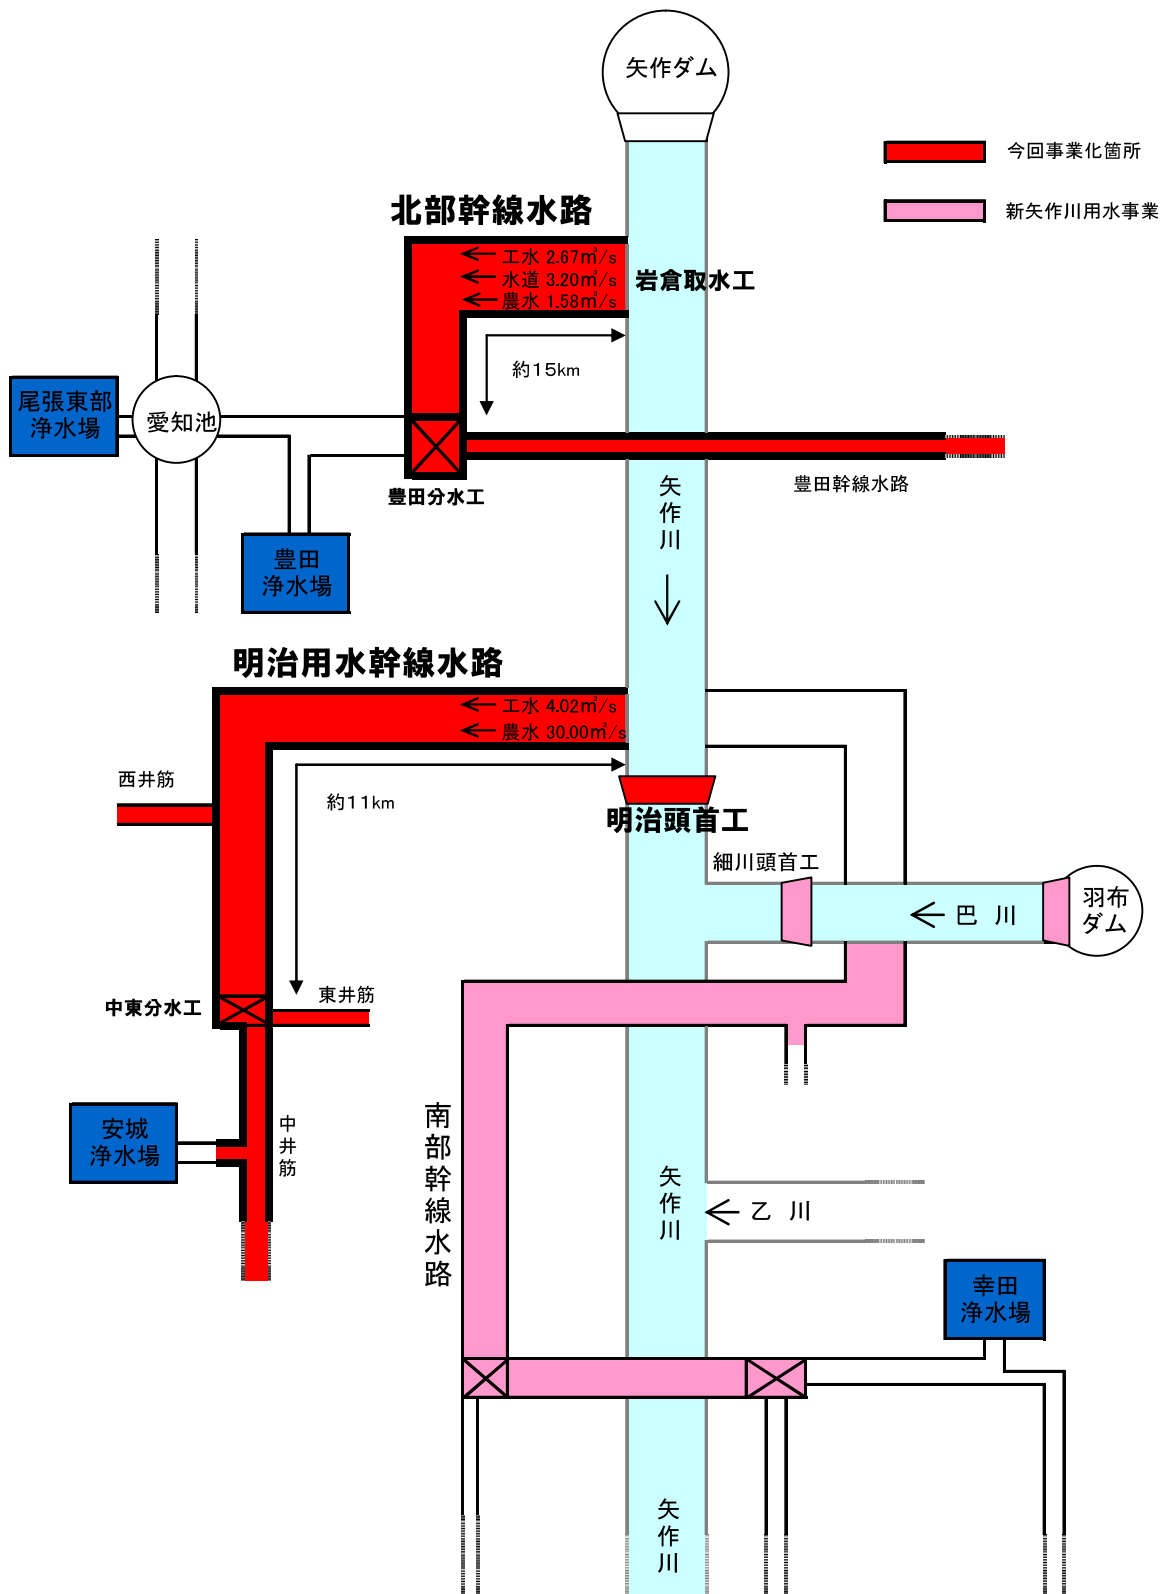 矢作ダム
今回事業化箇所
新矢作川用水事業
北部幹線水路
工水 2.67㎥/s
水道 3.20㎥/s
農水 1.58㎥/s
岩倉取水工
約15km
尾張東部
浄水場
愛知池
豊田分水工
豊田幹線水路
矢作川
豊田
浄水場
明治用水幹線水路
工水 4.02㎥/s
農水 30.00㎥/s
西井筋
約11km
明治頭首工
細川頭首工
巴 川
羽布
ダム
中東分水工
東井筋
安城
浄水場
中井筋
南部幹線水路
矢作川
乙 川
幸田
浄水場
矢作川